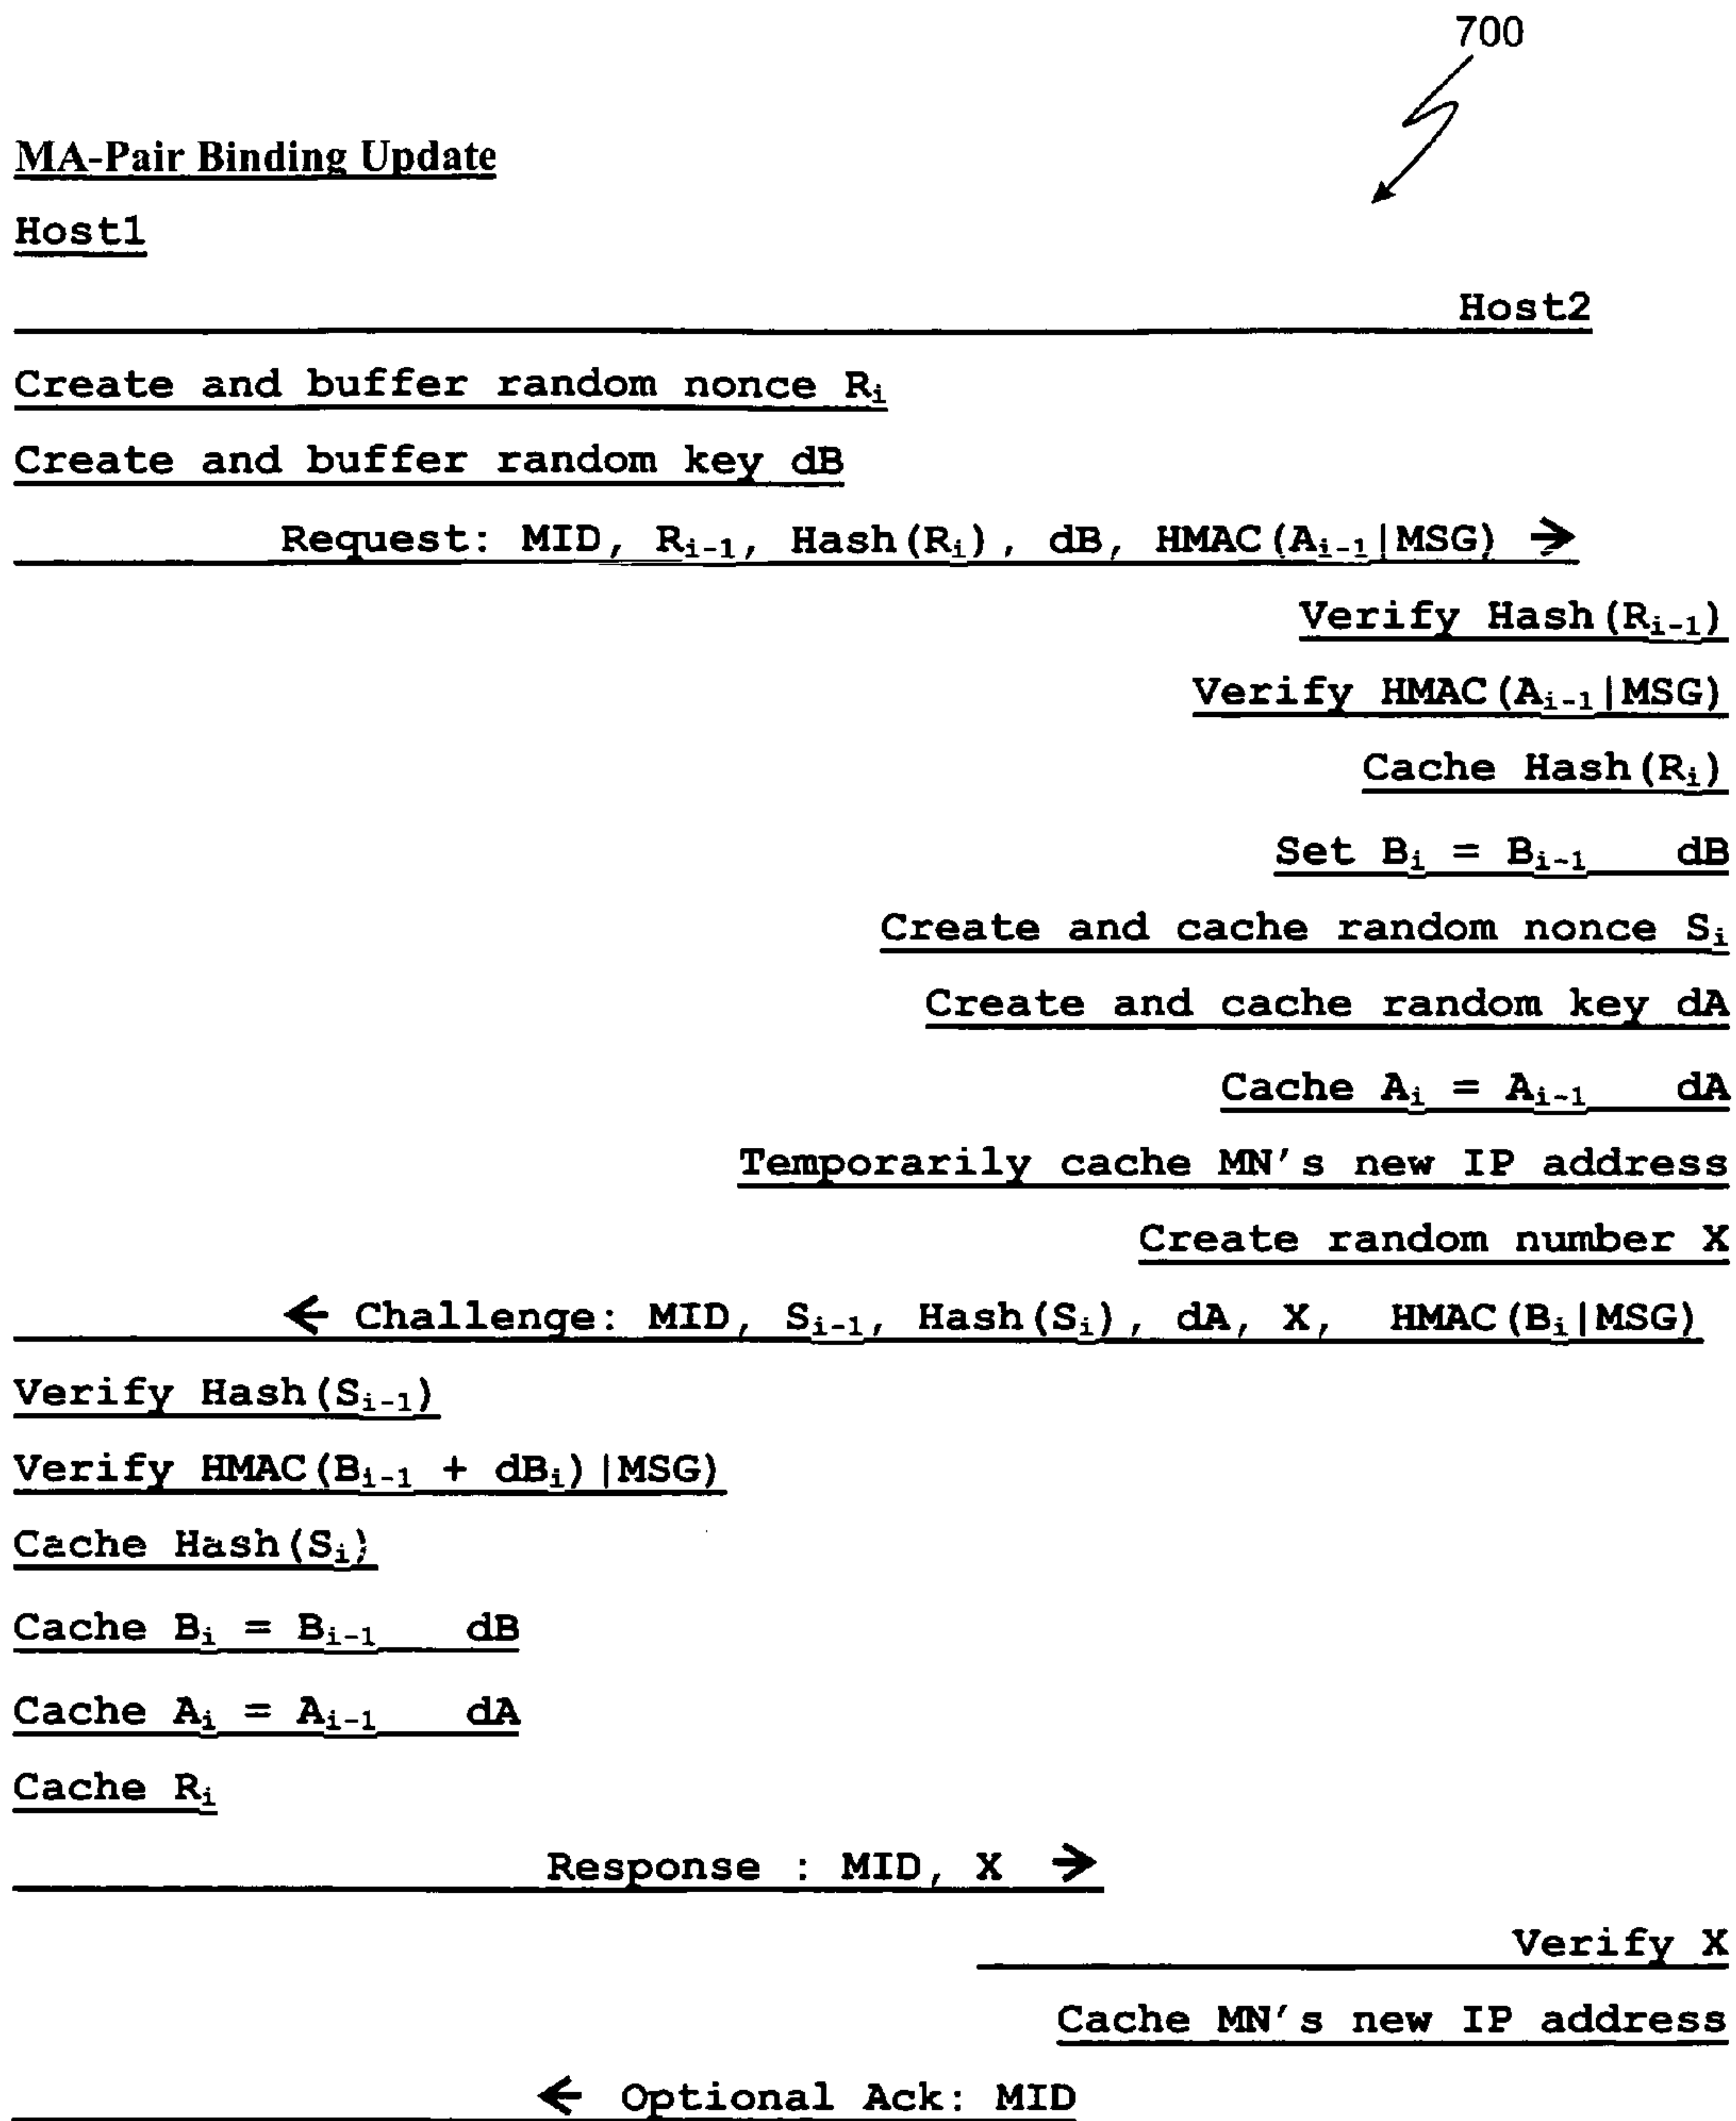 700
MA-Pair Binding Update
Host1
Host2
Create and buffer random nonce Rᵢ
Create and buffer random key dB
Request: MID, Rᵢ₋₁, Hash(Rᵢ), dB, HMAC(Aᵢ₋₁|MSG) →
Verify Hash(Rᵢ₋₁)
Verify HMAC(Aᵢ₋₁|MSG)
Cache Hash(Rᵢ)
Set Bᵢ = Bᵢ₋₁ dB
Create and cache random nonce Sᵢ
Create and cache random key dA
Cache Aᵢ = Aᵢ₋₁ dA
Temporarily cache MN's new IP address
Create random number X
← Challenge: MID, Sᵢ₋₁, Hash(Sᵢ), dA, X, HMAC(Bᵢ|MSG)
Verify Hash(Sᵢ₋₁)
Verify HMAC(Bᵢ₋₁ + dBᵢ)|MSG)
Cache Hash(Sᵢ)
Cache Bᵢ = Bᵢ₋₁ dB
Cache Aᵢ = Aᵢ₋₁ dA
Cache Rᵢ
Response : MID, X →
Verify X
Cache MN's new IP address
← Optional Ack: MID